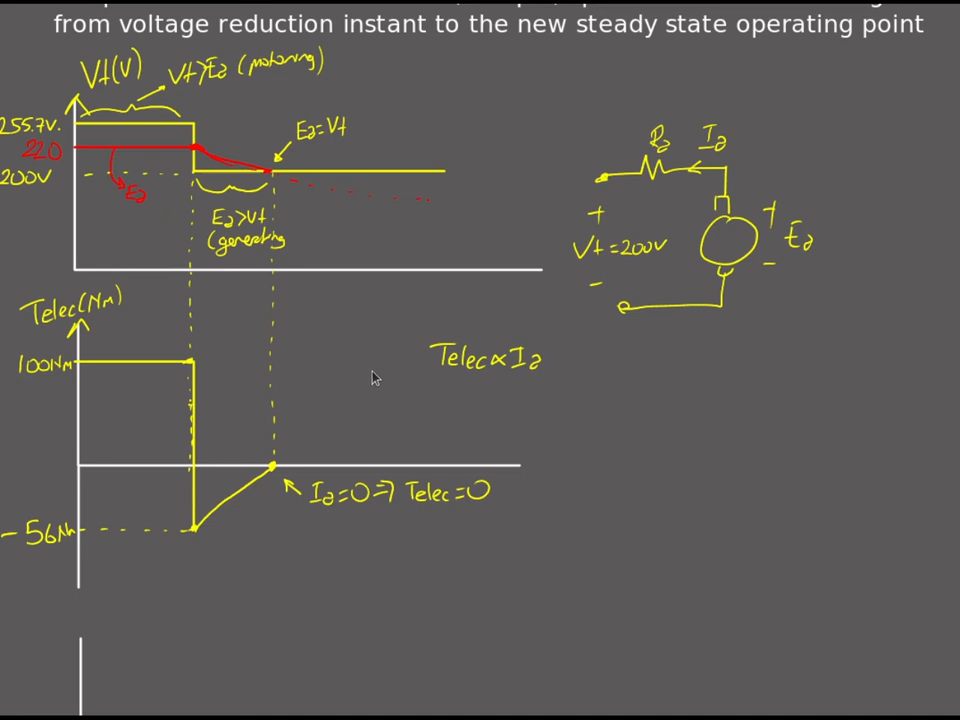 from voltage reduction instant to the new steady state operating point
Vt(V)
Vt>Ea (motoring)
255.7V.
220
200V
Ea
Ea=Vt
Ea>Vt
(generating
Ra
Ia
+
Vt=200V
-
+
Ea
-
Telec(Nm)
100Nm
Telec∝Ia
Ia=0⇒Telec=0
-56Nm